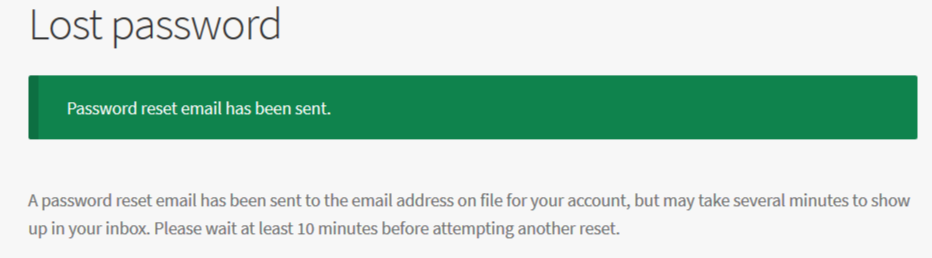 Lost password
Password reset email has been sent.
A password reset email has been sent to the email address on file for your account, but may take several minutes to show
up in your inbox. Please wait at least 10 minutes before attempting another reset.